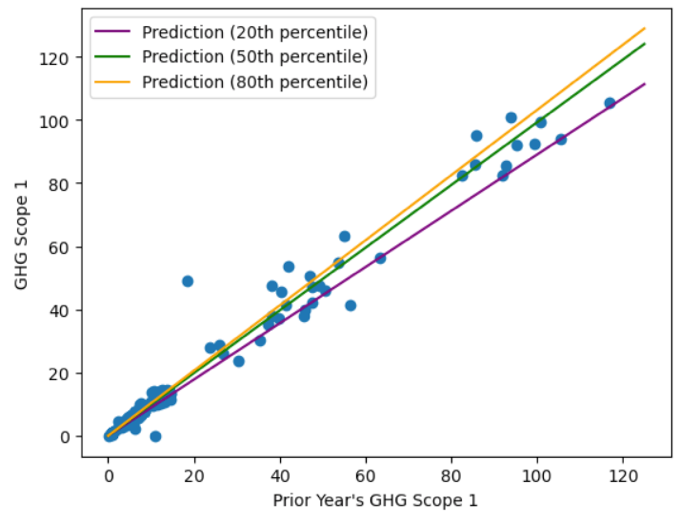 Prediction (20th percentile)
Prediction (50th percentile)
Prediction (80th percentile)
120
100
80
60
40
20
0
GHG Scope 1
0 20 40 60 80 100 120
Prior Year's GHG Scope 1